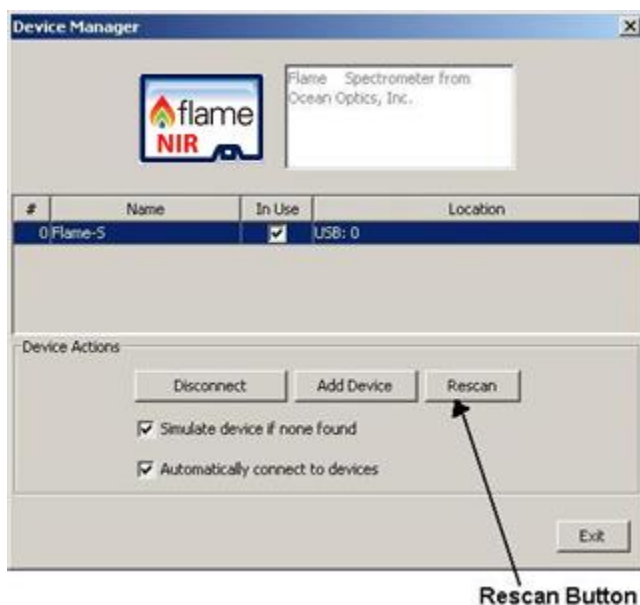 Device Manager
flame
NIR
Flame Spectrometer from
Ocean Optics, Inc.
# Name In Use Location
0 Flame-S USB: 0
Device Actions
Disconnect Add Device Rescan
Simulate device if none found
Automatically connect to devices
Exit
Rescan Button